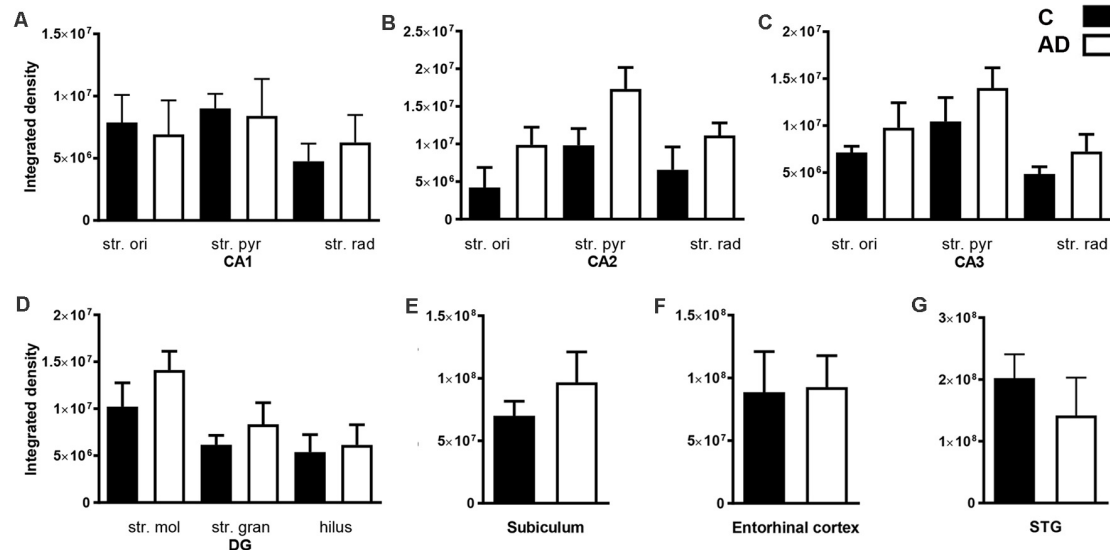 A
B
C
C
AD
Integrated density
1.5×10⁷
1×10⁷
5×10⁶
0
str. ori
str. pyr
str. rad
CA1
2.5×10⁷
2×10⁷
1.5×10⁷
1×10⁷
5×10⁶
0
str. ori
str. pyr
str. rad
CA2
2×10⁷
1.5×10⁷
1×10⁷
5×10⁶
0
str. ori
str. pyr
str. rad
CA3
D
E
F
G
Integrated density
2×10⁷
1.5×10⁷
1×10⁷
5×10⁶
0
str. mol
str. gran
hilus
DG
1.5×10⁸
1×10⁸
5×10⁷
0
Subiculum
1.5×10⁸
1×10⁸
5×10⁷
0
Entorhinal cortex
3×10⁸
2×10⁸
1×10⁸
0
STG